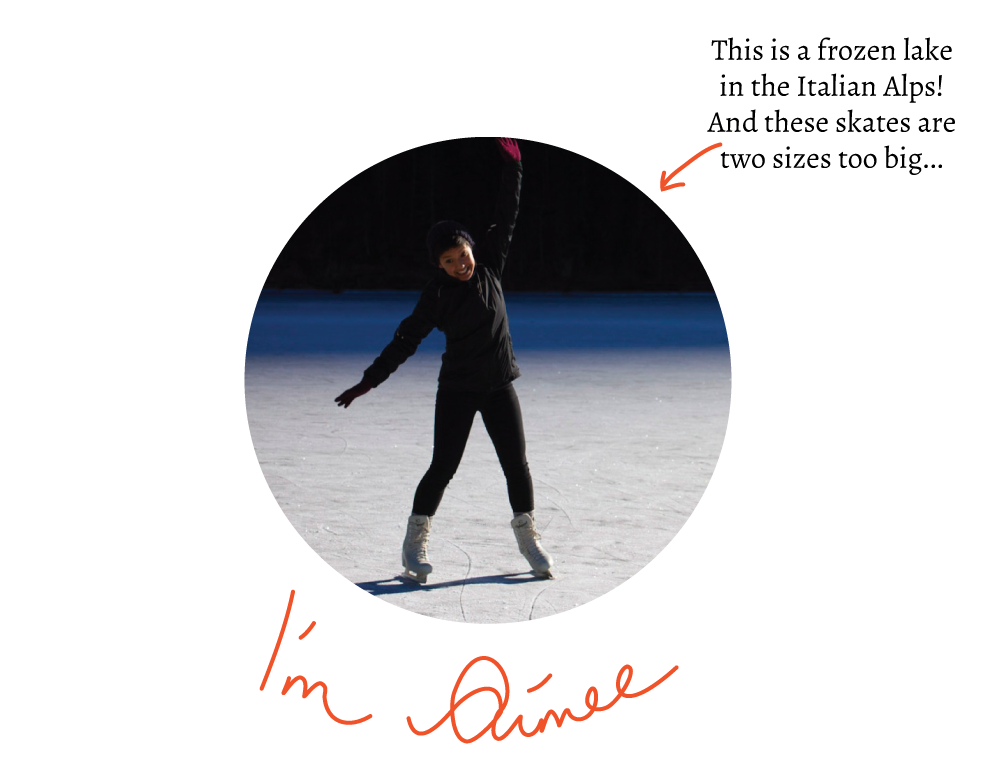 This is a frozen lake
in the Italian Alps!
And these skates are
two sizes too big...
I'm Aimee